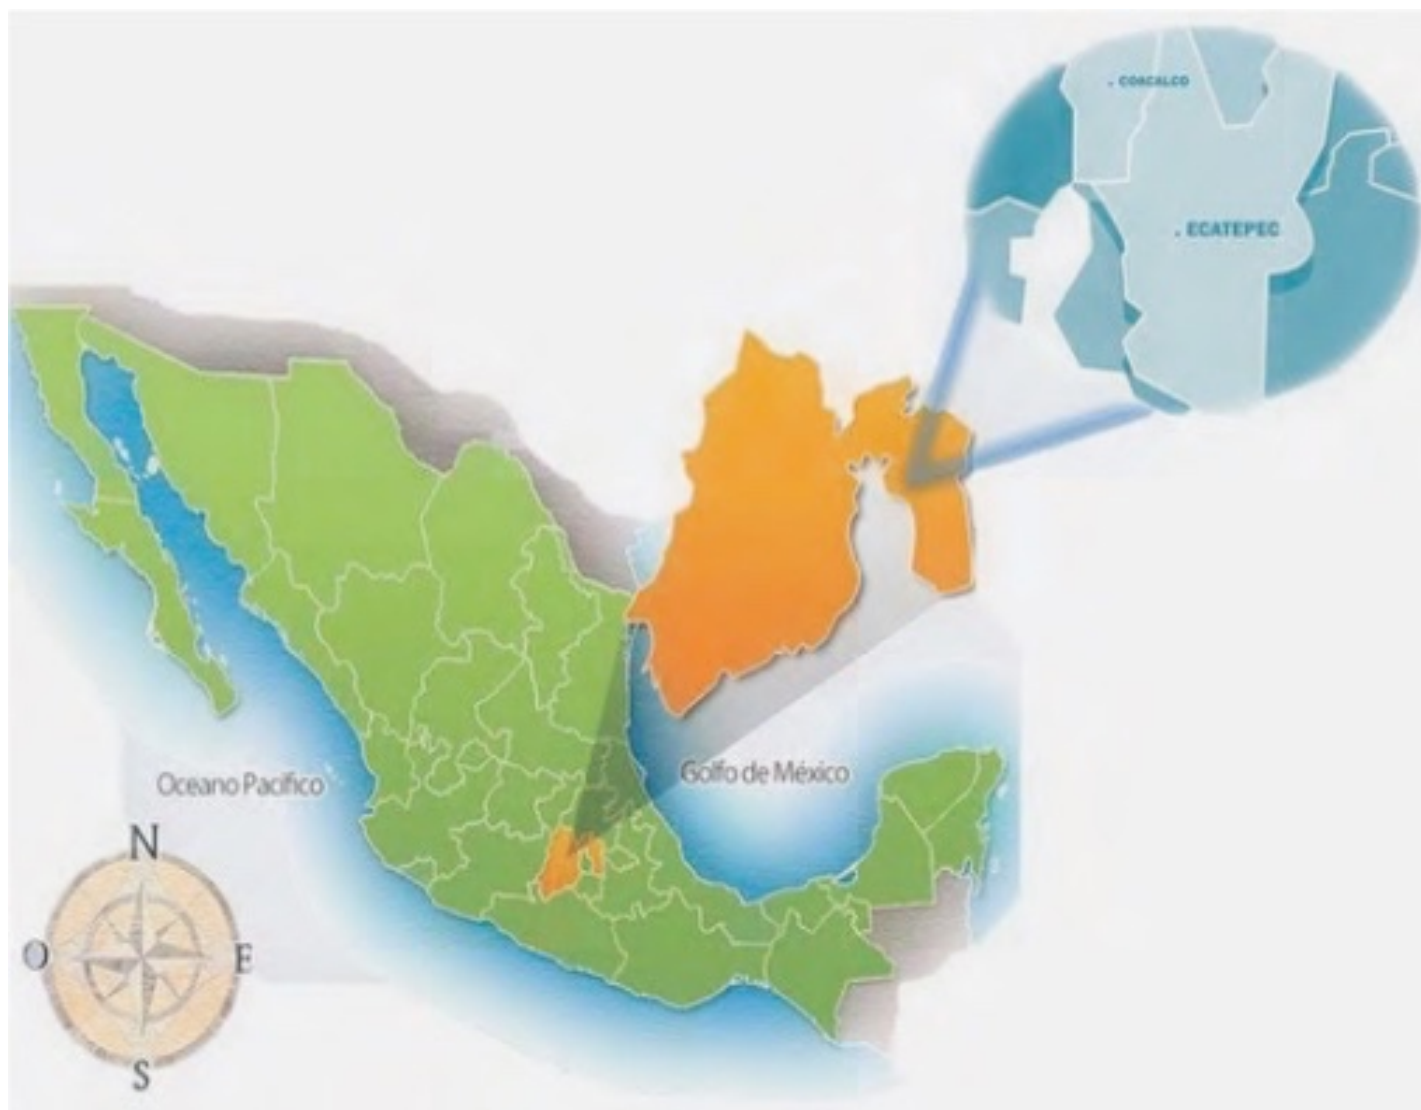 . COACALCO
. ECATEPEC
Oceano Pacifico
Golfo de México
N
O
E
S